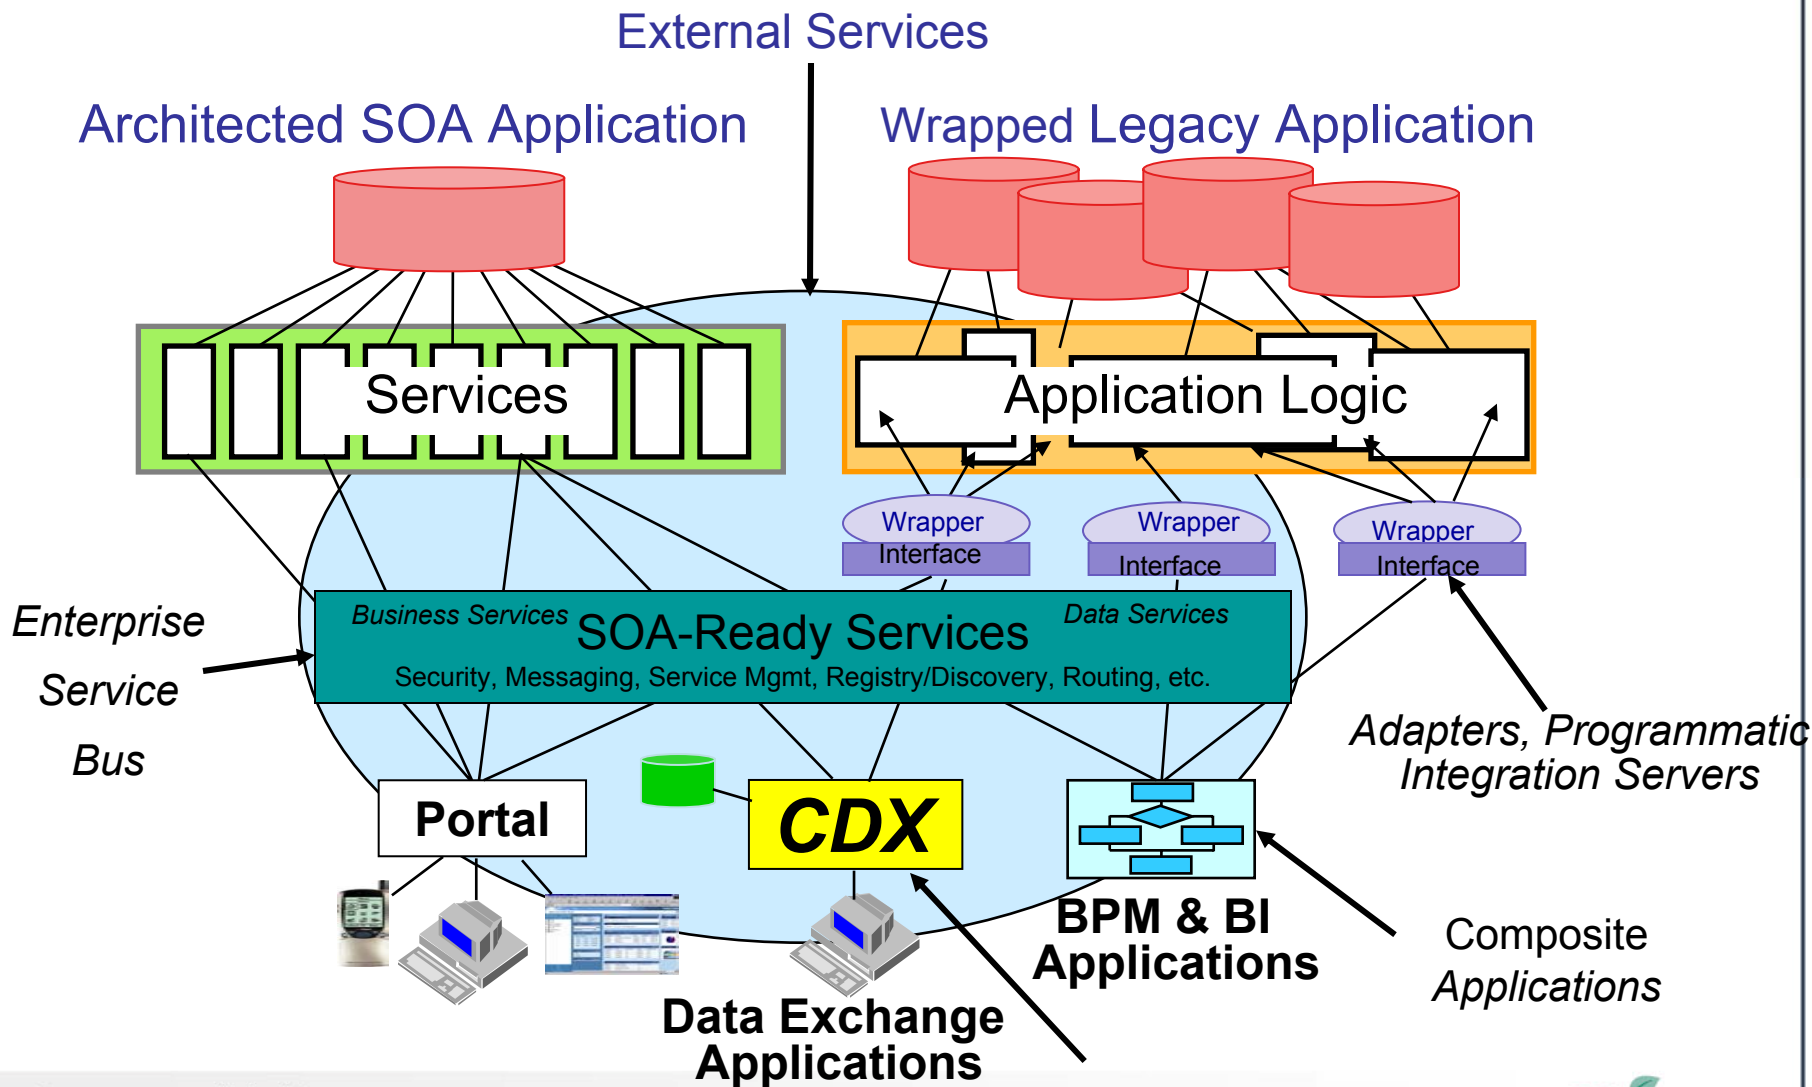 External Services
Architected SOA Application
Wrapped Legacy Application
Services
Application Logic
Wrapper
Interface
Wrapper
Interface
Wrapper
Interface
Business Services
SOA-Ready Services
Data Services
Security, Messaging, Service Mgmt, Registry/Discovery, Routing, etc.
Enterprise
Service
Bus
Adapters, Programmatic
Integration Servers
Portal
CDX
BPM & BI
Applications
Composite
Applications
Data Exchange
Applications